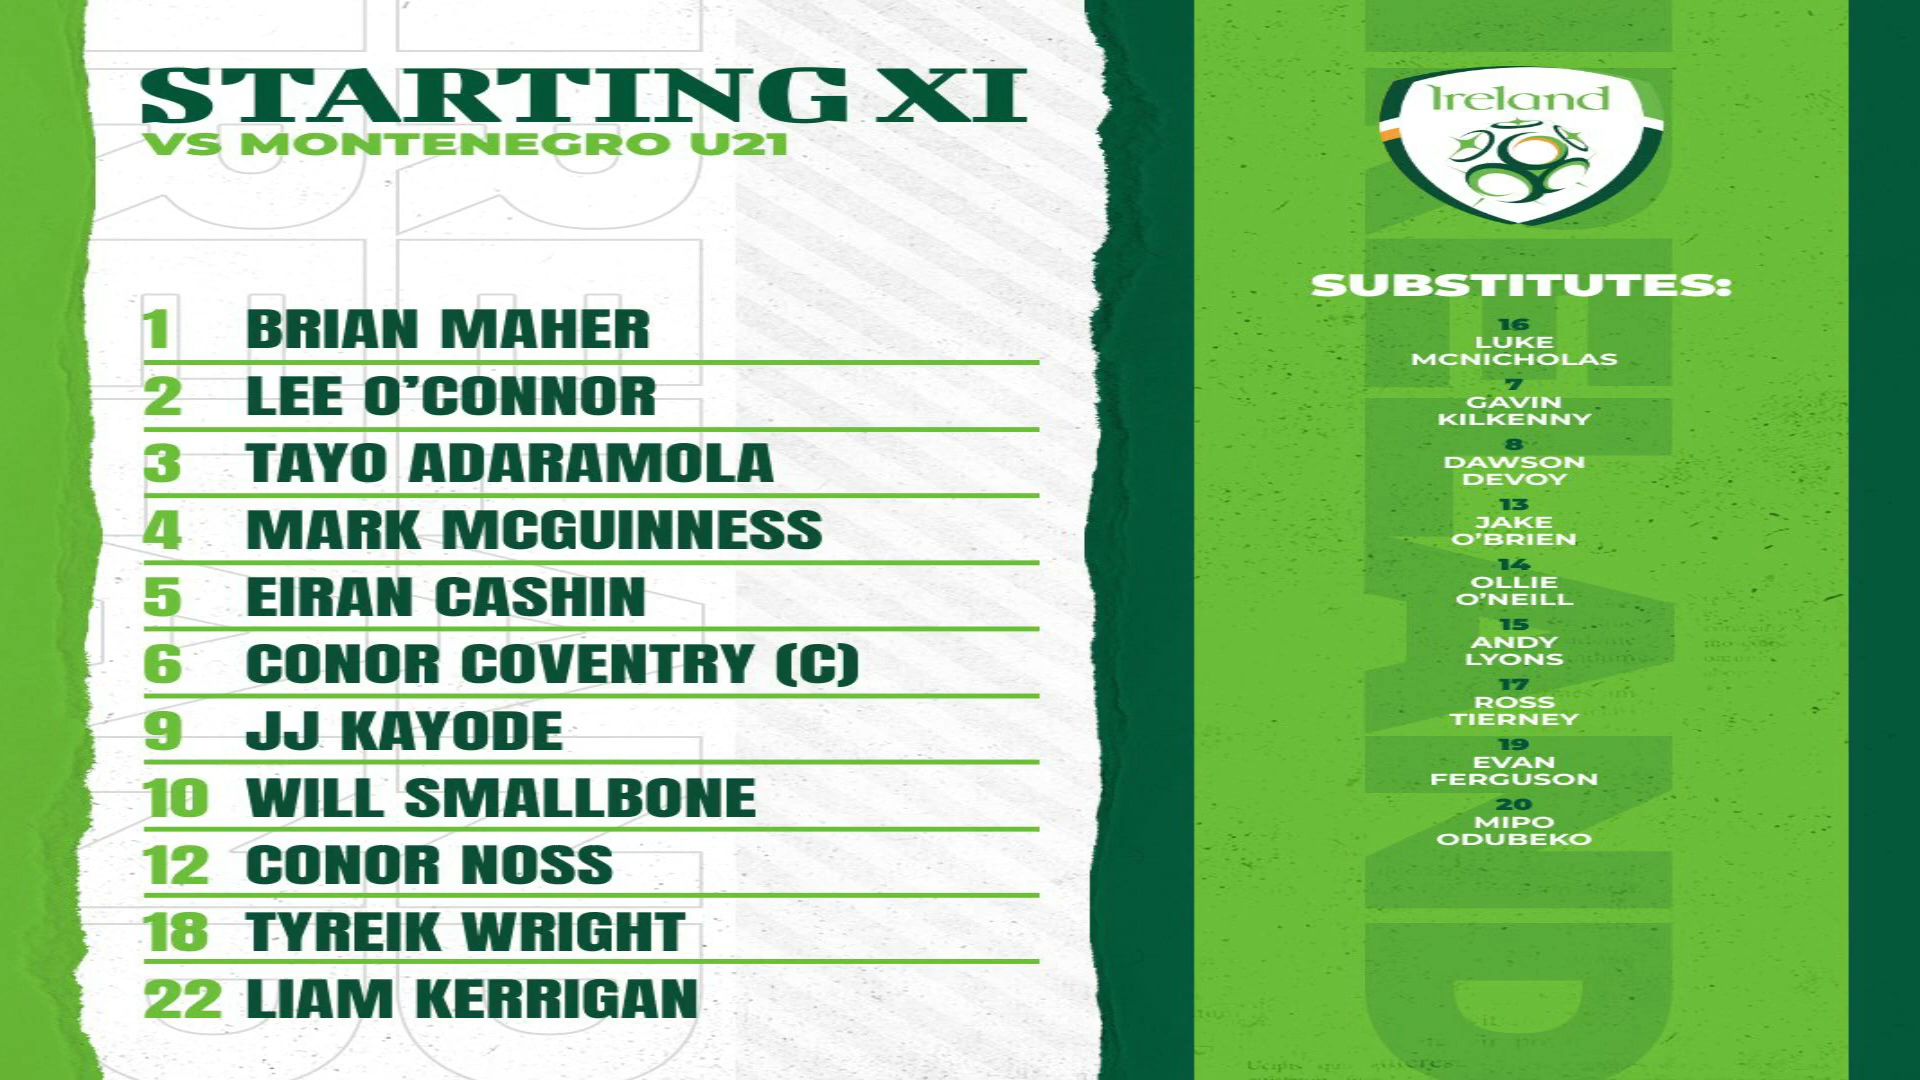 STARTING XI
VS MONTENEGRO U21
1 BRIAN MAHER
2 LEE O'CONNOR
3 TAYO ADARAMOLA
4 MARK MCGUINNESS
5 EIRAN CASHIN
6 CONOR COVENTRY (C)
9 JJ KAYODE
10 WILL SMALLBONE
12 CONOR NOSS
18 TYREIK WRIGHT
22 LIAM KERRIGAN
Ireland
SUBSTITUTES:
16
LUKE
MCNICHOLAS
7
GAVIN
KILKENNY
8
DAWSON
DEVOY
13
JAKE
O'BRIEN
14
OLLIE
O'NEILL
15
ANDY
LYONS
17
ROSS
TIERNEY
19
EVAN
FERGUSON
20
MIPO
ODUBEKO
IRELAND